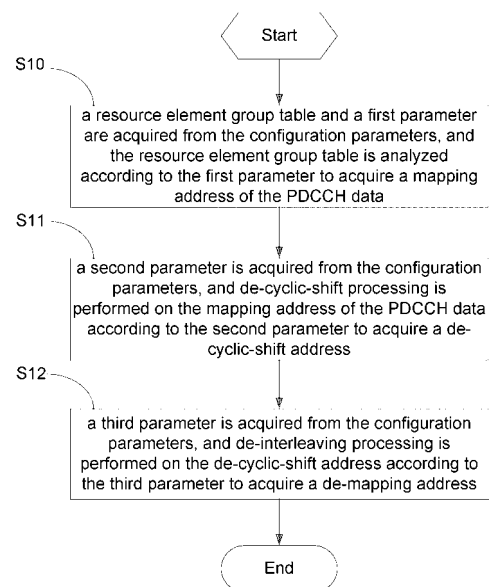 Start
S10
a resource element group table and a first parameter
are acquired from the configuration parameters, and
the resource element group table is analyzed
according to the first parameter to acquire a mapping
address of the PDCCH data
S11
a second parameter is acquired from the configuration
parameters, and de-cyclic-shift processing is
performed on the mapping address of the PDCCH data
according to the second parameter to acquire a de-
cyclic-shift address
S12
a third parameter is acquired from the configuration
parameters, and de-interleaving processing is
performed on the de-cyclic-shift address according to
the third parameter to acquire a de-mapping address
End